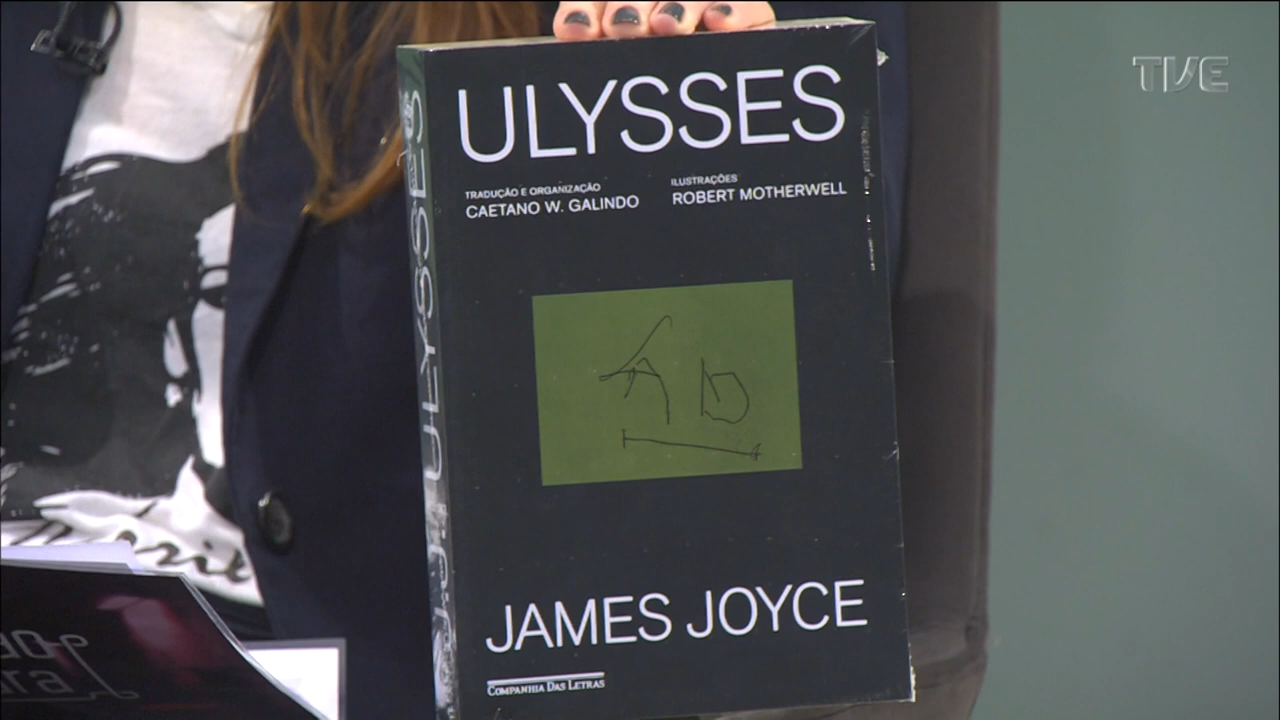 TVE
ULYSSES
TRADUÇÃO E ORGANIZAÇÃO
CAETANO W. GALINDO
ILUSTRAÇÕES
ROBERT MOTHERWELL
JAMES JOYCE
COMPANHIA DAS LETRAS
J.J. ULYSSES